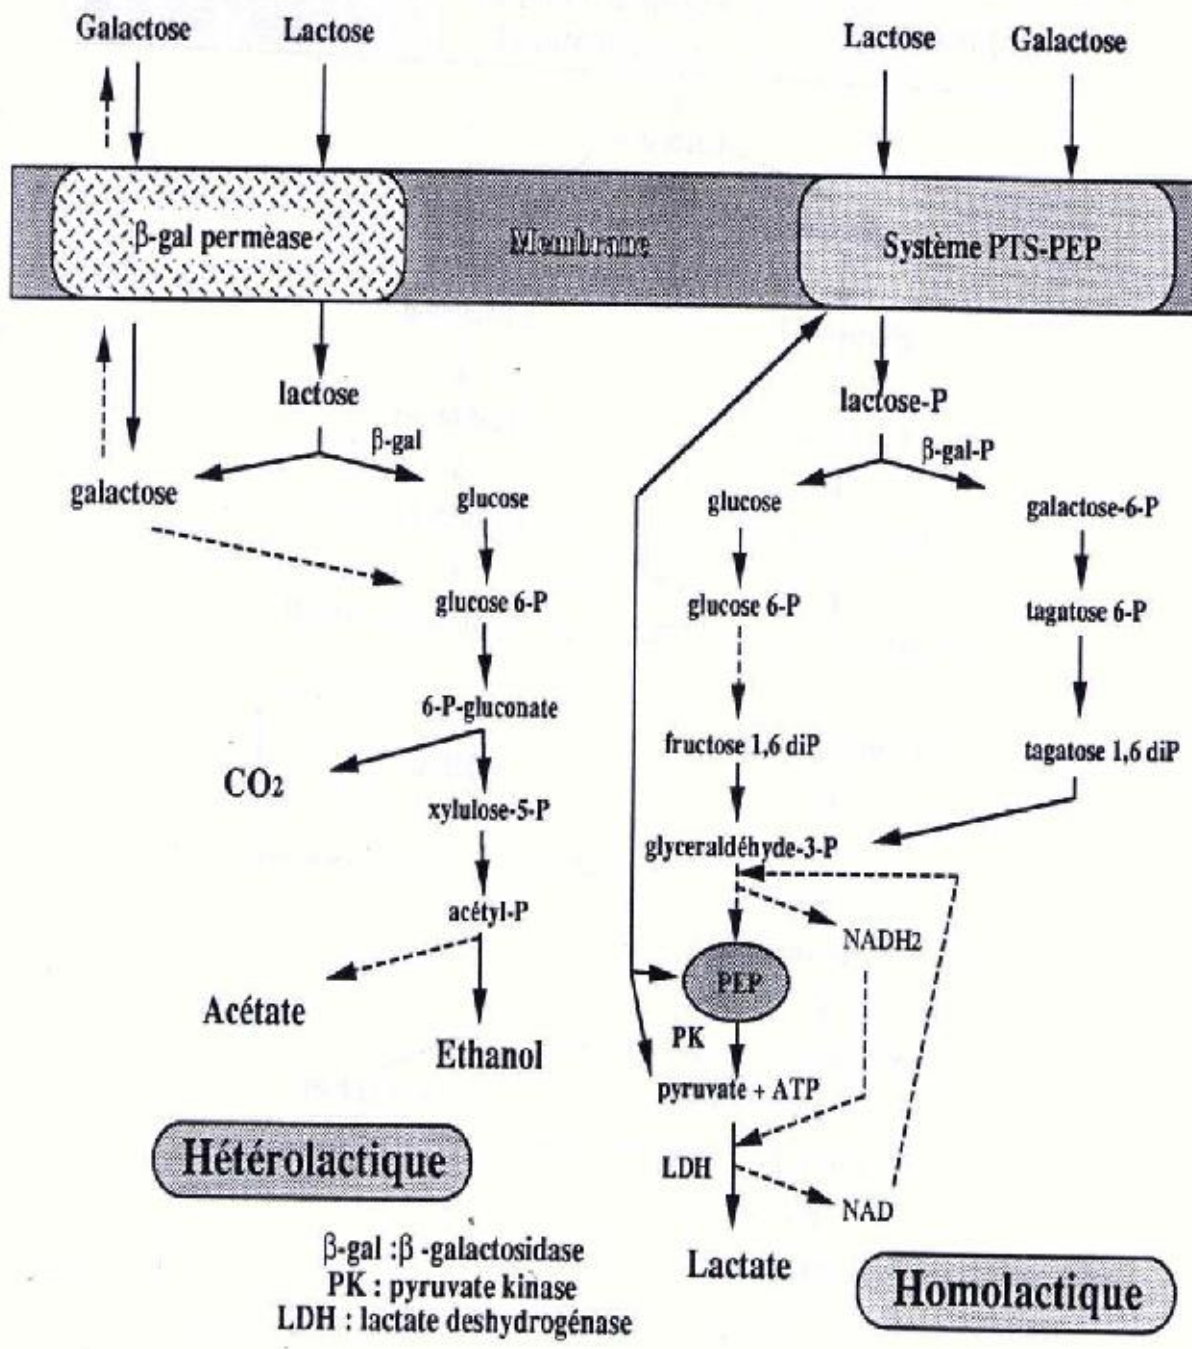 Galactose
Lactose
Lactose
Galactose
β-gal permèase
Membrane
Système PTS-PEP
lactose
β-gal
galactose
glucose
glucose 6-P
6-P-gluconate
CO2
xylulose-5-P
acétyl-P
Acétate
Ethanol
Hétérolactique
lactose-P
β-gal-P
glucose
galactose-6-P
glucose 6-P
tagatose 6-P
fructose 1,6 diP
tagatose 1,6 diP
glyceraldéhyde-3-P
NADH2
PEP
PK
pyruvate + ATP
LDH
NAD
Lactate
Homolactique
β-gal :β -galactosidase
PK : pyruvate kinase
LDH : lactate deshydrogénase